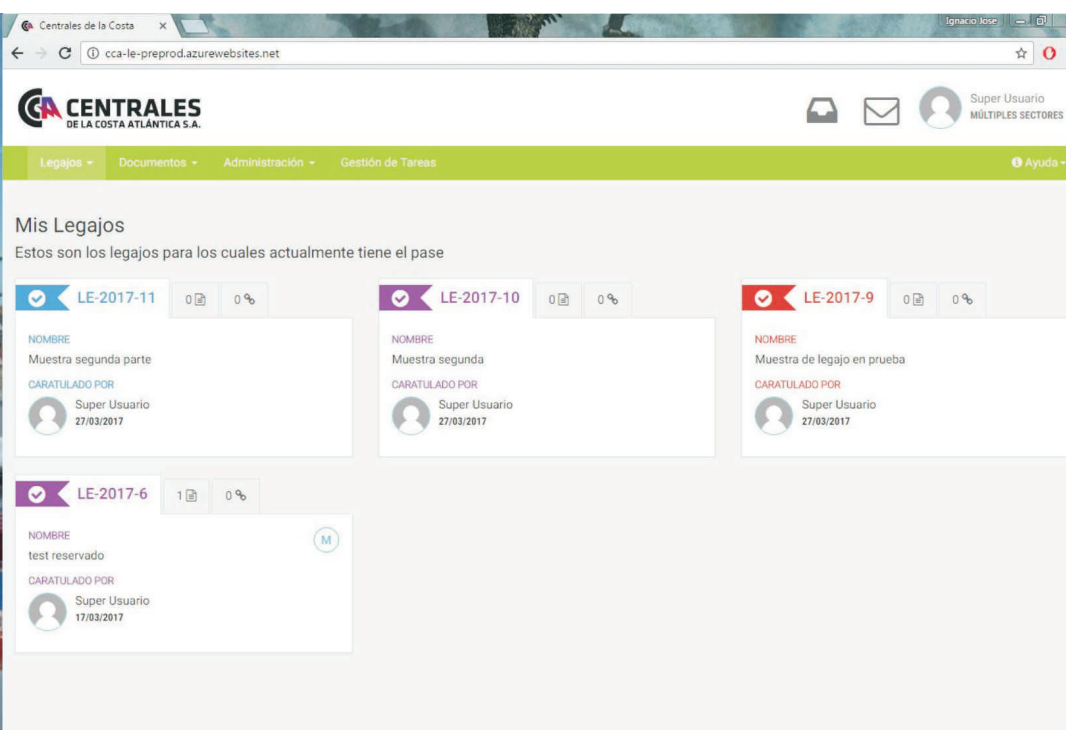 Centrales de la Costa
Ignacio Jose
cca-le-preprod.azurewebsites.net
CCA CENTRALES
DE LA COSTA ATLÁNTICA S.A.
Super Usuario
MÚLTIPLES SECTORES
Legajos Documentos Administración Gestión de Tareas Ayuda
Mis Legajos
Estos son los legajos para los cuales actualmente tiene el pase
LE-2017-11 0 0
NOMBRE
Muestra segunda parte
CARATULADO POR
Super Usuario
27/03/2017
LE-2017-10 0 0
NOMBRE
Muestra segunda
CARATULADO POR
Super Usuario
27/03/2017
LE-2017-9 0 0
NOMBRE
Muestra de legajo en prueba
CARATULADO POR
Super Usuario
27/03/2017
LE-2017-6 1 0
NOMBRE
M
test reservado
CARATULADO POR
Super Usuario
17/03/2017